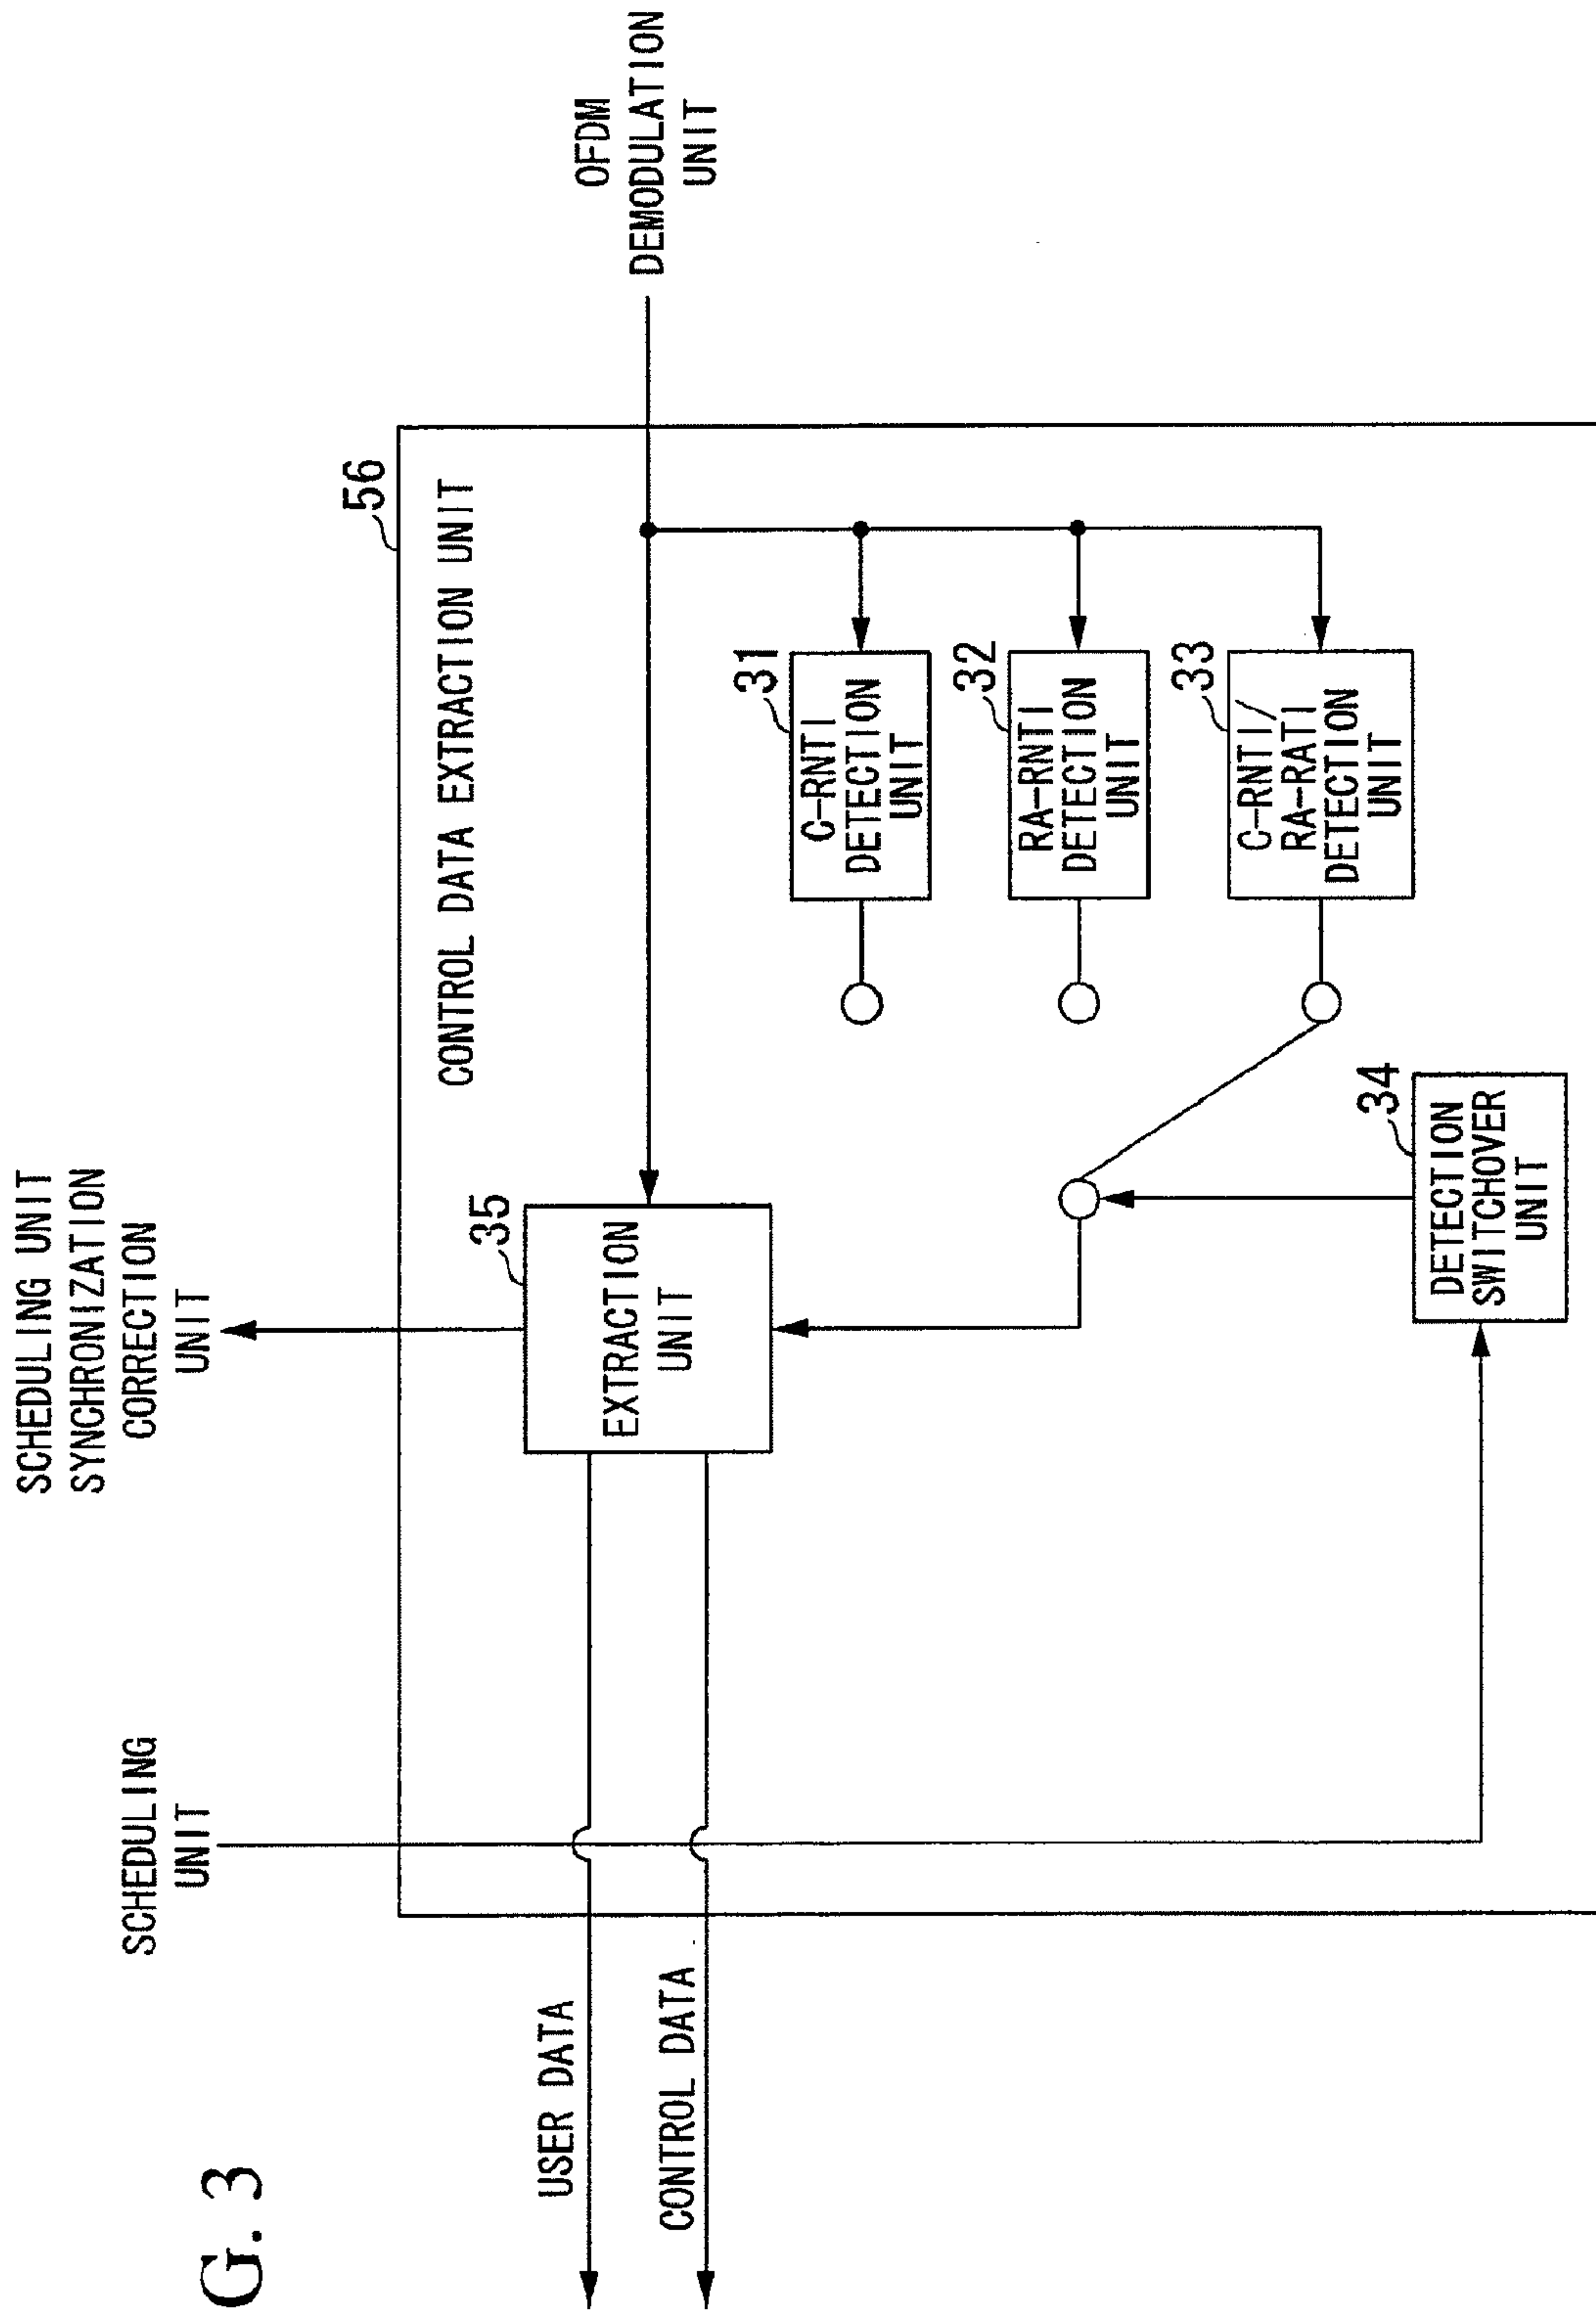 G. 3
SCHEDULING
UNIT
SCHEDULING UNIT
SYNCHRONIZATION
CORRECTION
UNIT
56
CONTROL DATA EXTRACTION UNIT
OFDM
DEMODULATION
UNIT
USER DATA
CONTROL DATA
35
EXTRACTION
UNIT
31
C-RNTI
DETECTION
UNIT
32
RA-RNTI
DETECTION
UNIT
33
C-RNTI/
RA-RATI
DETECTION
UNIT
34
DETECTION
SWITCHOVER
UNIT